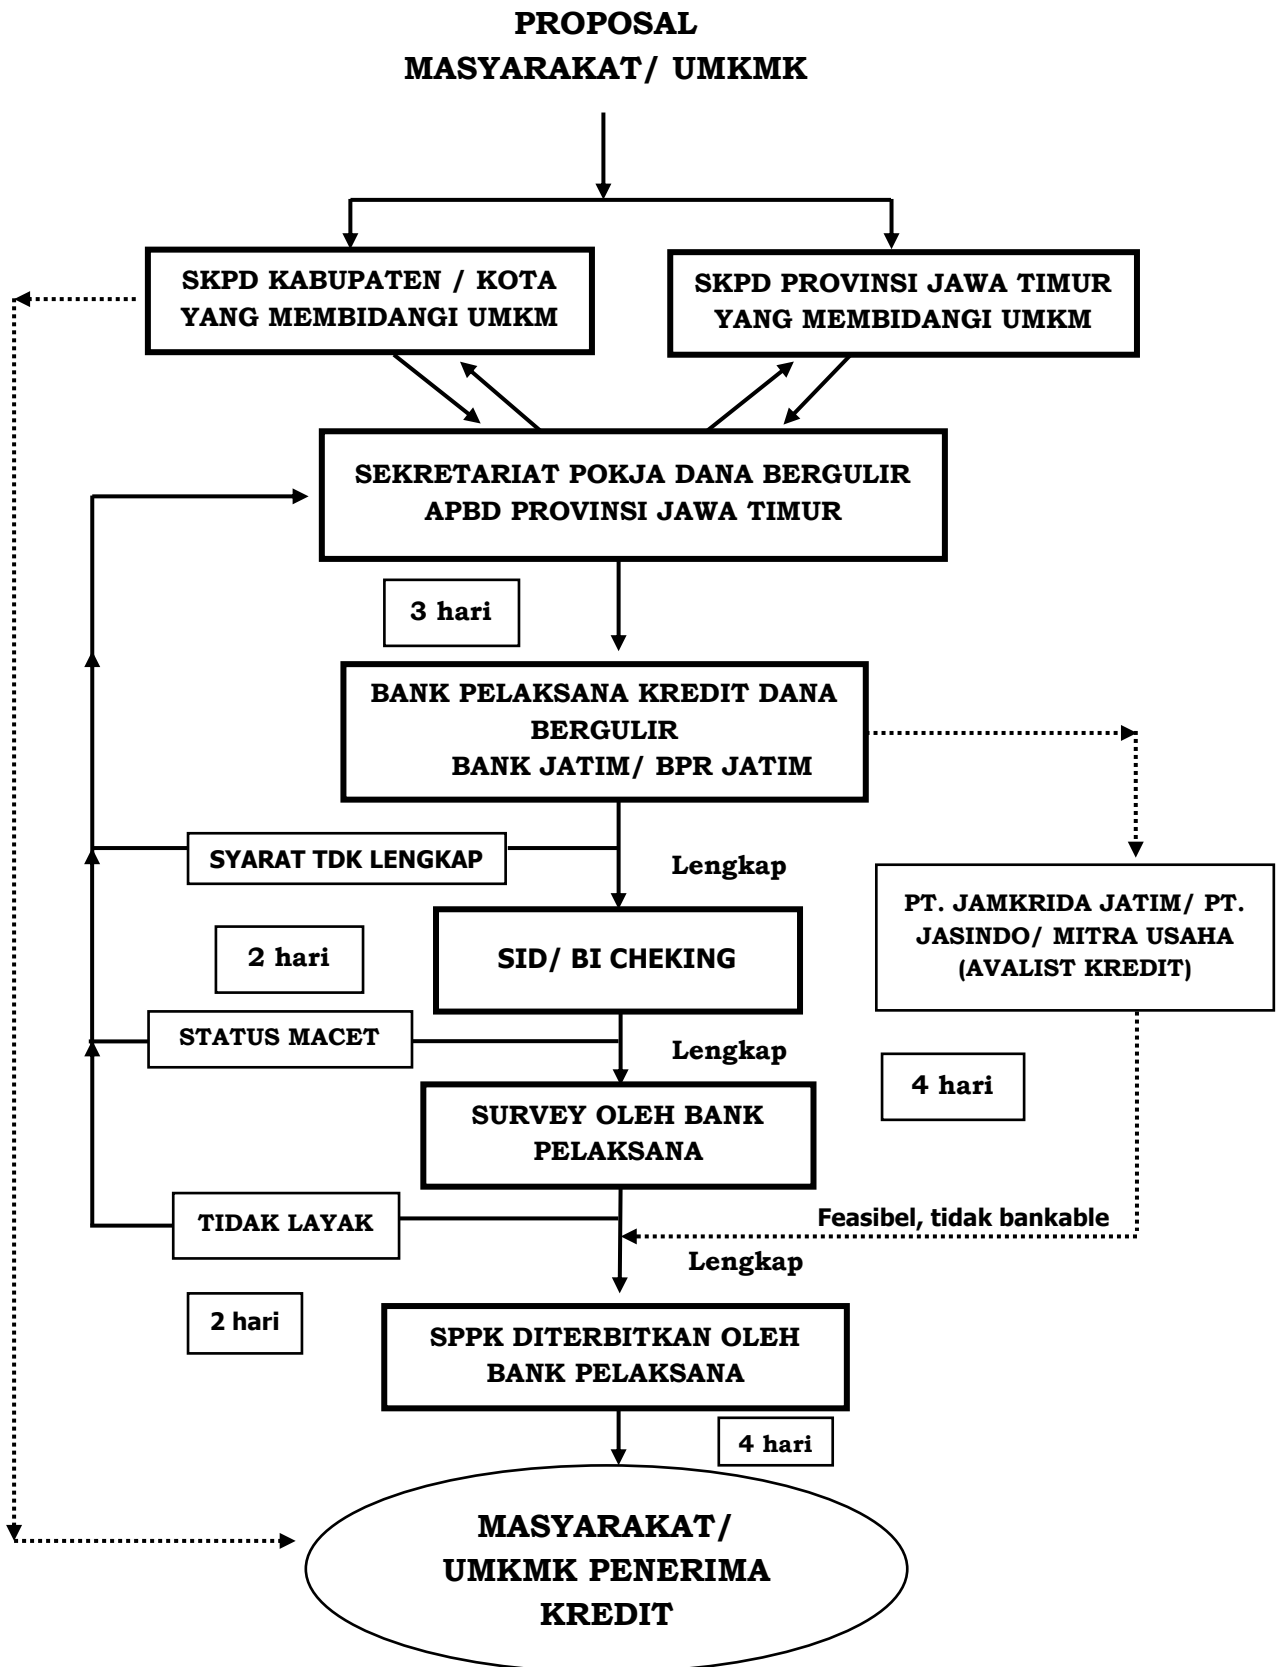 PROPOSAL
MASYARAKAT/ UMKMK
SKPD KABUPATEN / KOTA
YANG MEMBIDANGI UMKM
SKPD PROVINSI JAWA TIMUR
YANG MEMBIDANGI UMKM
SEKRETARIAT POKJA DANA BERGULIR
APBD PROVINSI JAWA TIMUR
3 hari
BANK PELAKSANA KREDIT DANA
BERGULIR
BANK JATIM/ BPR JATIM
SYARAT TDK LENGKAP
Lengkap
PT. JAMKRIDA JATIM/ PT.
JASINDO/ MITRA USAHA
(AVALIST KREDIT)
2 hari
SID/ BI CHEKING
STATUS MACET
Lengkap
4 hari
SURVEY OLEH BANK
PELAKSANA
TIDAK LAYAK
Feasibel, tidak bankable
Lengkap
2 hari
SPPK DITERBITKAN OLEH
BANK PELAKSANA
4 hari
MASYARAKAT/
UMKMK PENERIMA
KREDIT